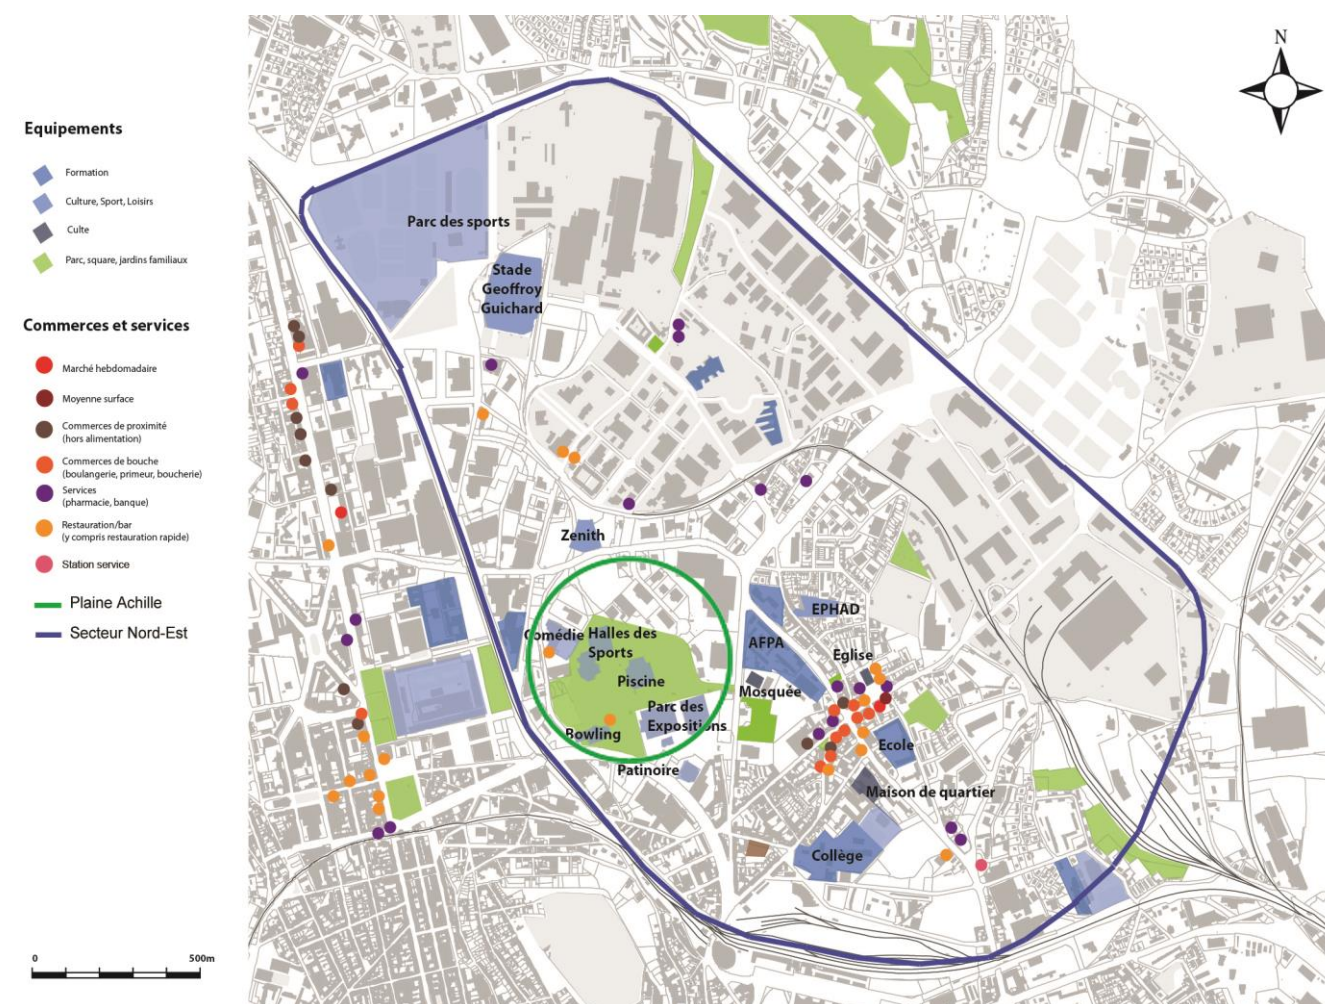 N
Equipements
Formation
Culture, Sport, Loisirs
Culte
Parc, square, jardins familiaux
Commerces et services
Marché hebdomadaire
Moyenne surface
Commerces de proximité
(hors alimentation)
Commerces de bouche
(boulangerie, primeur, boucherie)
Services
(pharmacie, banque)
Restauration/bar
(y compris restauration rapide)
Station service
Plaine Achille
Secteur Nord-Est
0 500m
Parc des sports
Stade
Geoffroy
Guichard
Zenith
Comédie
Halles des
Sports
Piscine
Parc des
Expositions
Bowling
Patinoire
EPHAD
AFPA
Eglise
Mosquée
Ecole
Maison de quartier
Collège